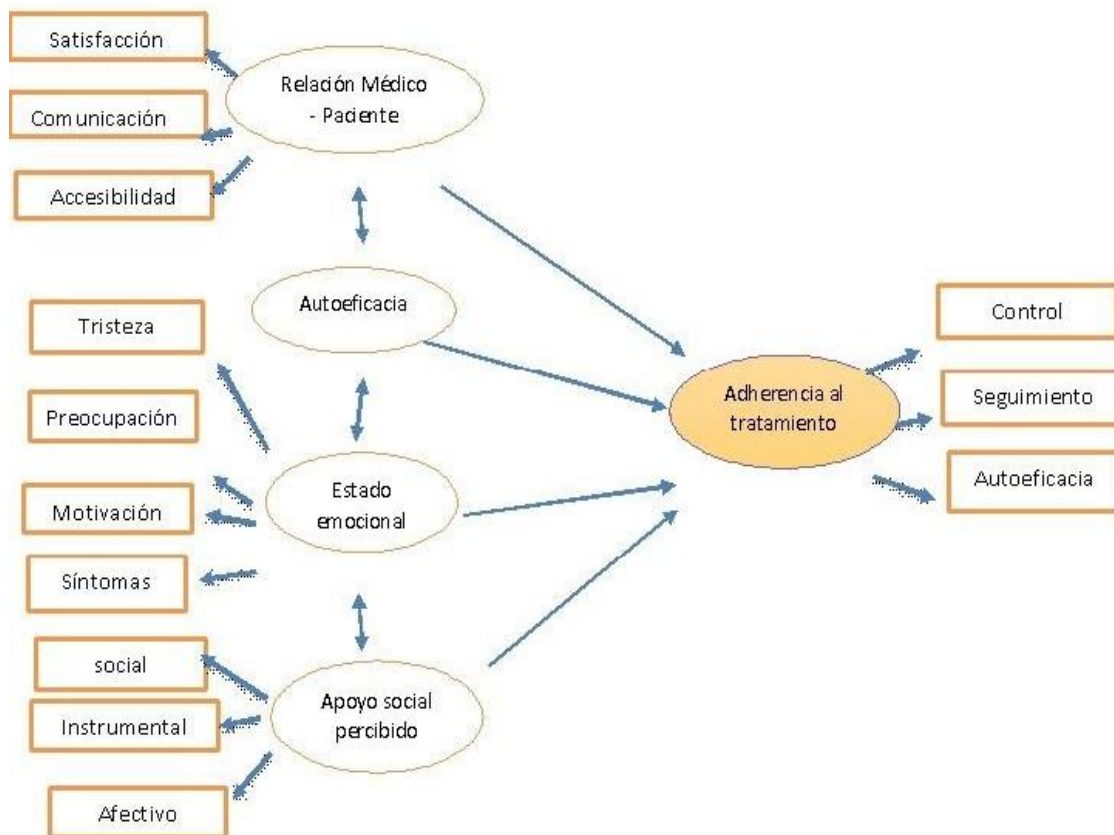 Satisfacción
Comunicación
Accesibilidad
Relación Médico
- Paciente
Autoeficacia
Tristeza
Preocupación
Motivación
Síntomas
Estado
emocional
social
Instrumental
Afectivo
Apoyo social
percibido
Adherencia al
tratamiento
Control
Seguimiento
Autoeficacia